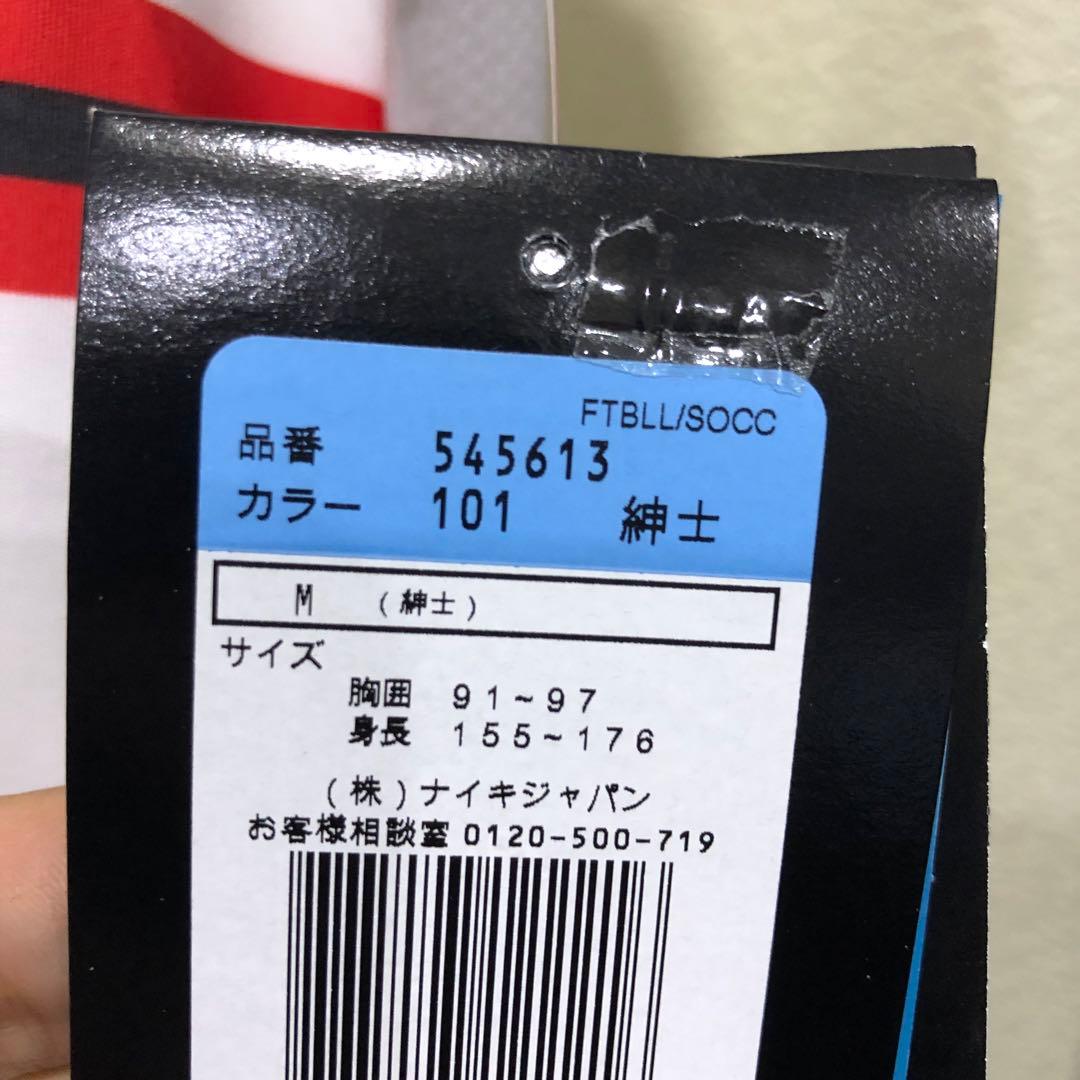 FTBLL/SOCC
品番 545613
カラー 101 紳士
M (紳士)
サイズ
胸囲 91~97
身長 155~176
(株)ナイキジャパン
お客様相談室 0120-500-719